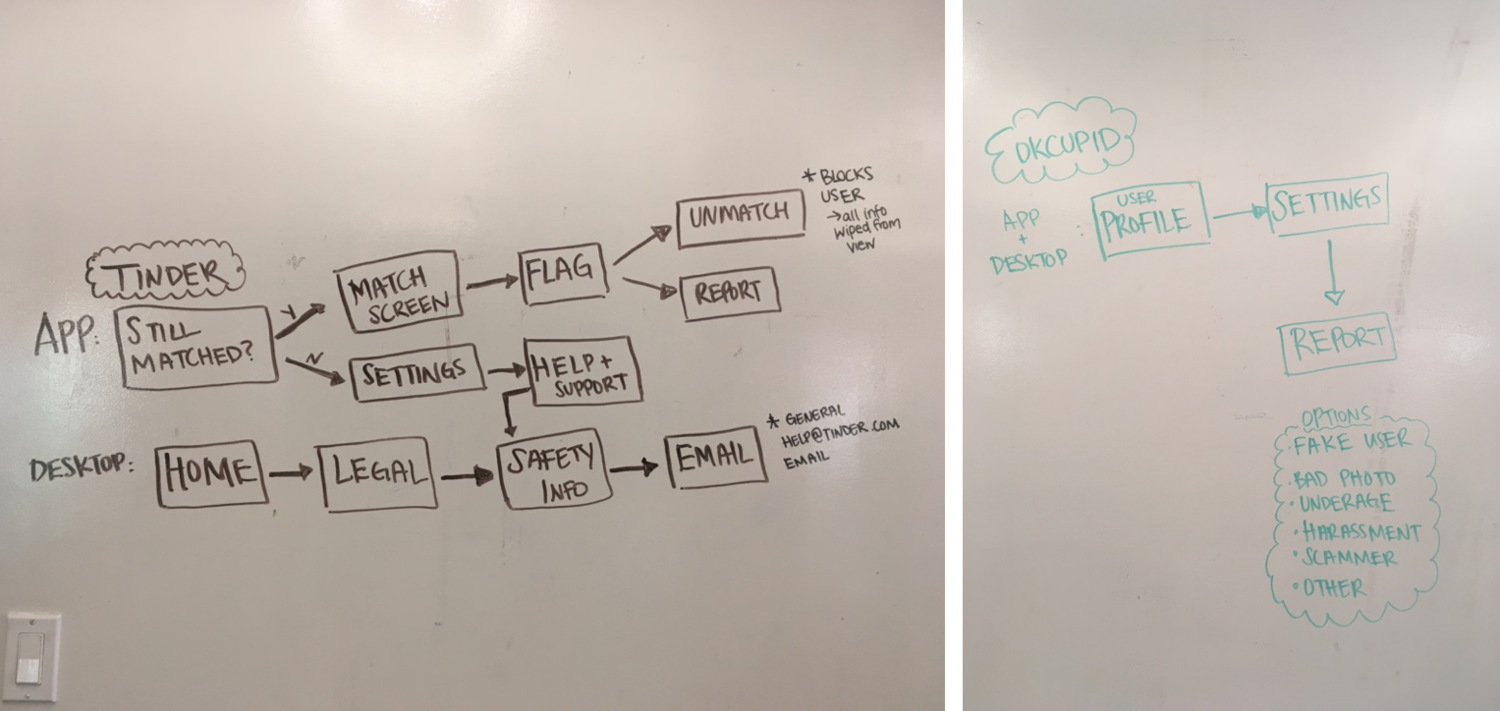 TINDER
APP:
STILL
MATCHED?
Y
N
MATCH
SCREEN
FLAG
UNMATCH
* BLOCKS
USER
→ all info
wiped from
view
REPORT
SETTINGS
HELP +
SUPPORT
DESKTOP:
HOME
LEGAL
SAFETY
INFO
EMAIL
* GENERAL
HELP@TINDER.COM
EMAIL
OKCUPID
APP
+
DESKTOP :
USER
PROFILE
SETTINGS
REPORT
OPTIONS
· FAKE USER
· BAD PHOTO
· UNDERAGE
· HARASSMENT
· SCAMMER
· OTHER